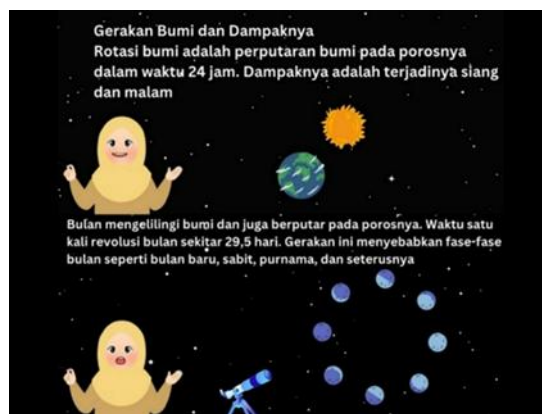 Gerakan Bumi dan Dampaknya
Rotasi bumi adalah perputaran bumi pada porosnya
dalam waktu 24 jam. Dampaknya adalah terjadinya siang
dan malam
Bulan mengelilingi bumi dan juga berputar pada porosnya. Waktu satu
kali revolusi bulan sekitar 29,5 hari. Gerakan ini menyebabkan fase-fase
bulan seperti bulan baru, sabit, purnama, dan seterusnya